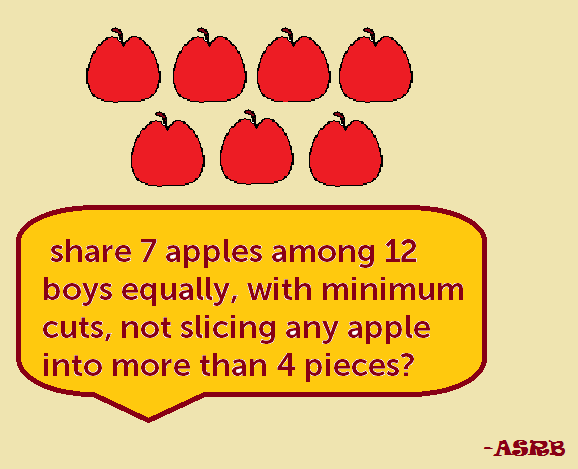 share 7 apples among 12
boys equally, with minimum
cuts, not slicing any apple
into more than 4 pieces?
-ASRB